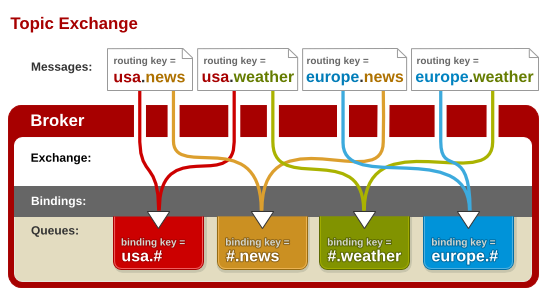 Topic Exchange
Messages:
routing key =
usa.news
routing key =
usa.weather
routing key =
europe.news
routing key =
europe.weather
Broker
Exchange:
Bindings:
Queues:
binding key =
usa.#
binding key =
#.news
binding key =
#.weather
binding key =
europe.#